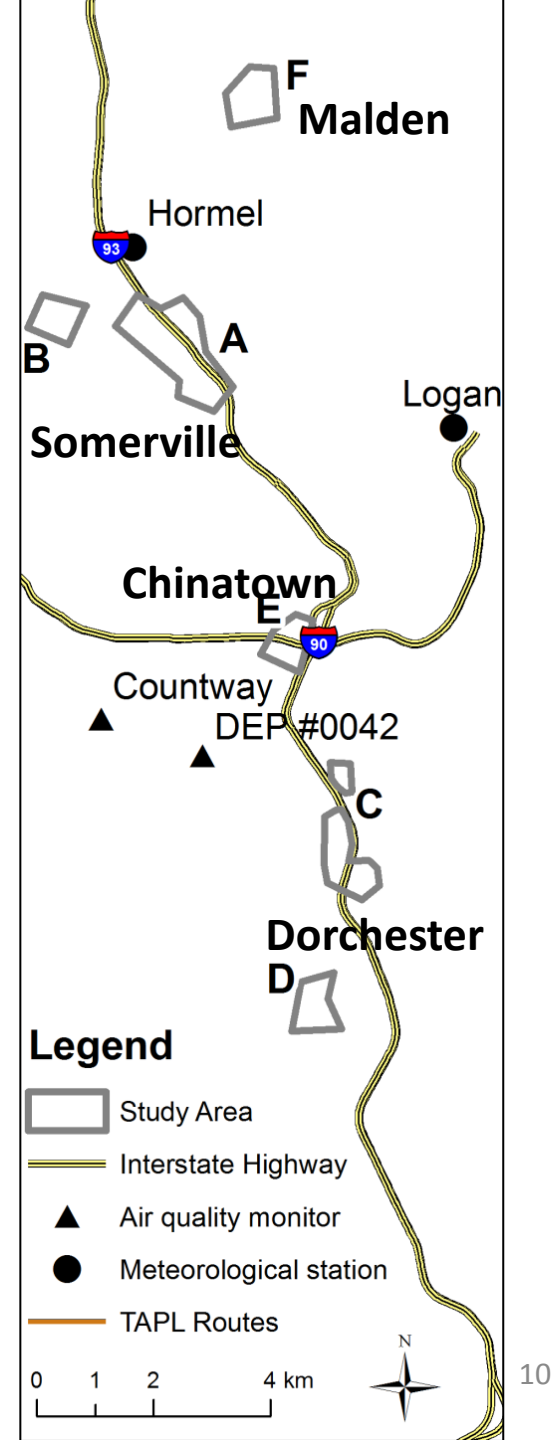 F
Malden
Hormel
93
A
B
Logan
Somerville
Chinatown
E
90
Countway
DEP #0042
C
Dorchester
D
Legend
Study Area
Interstate Highway
Air quality monitor
Meteorological station
TAPL Routes
N
0 1 2 4 km
10